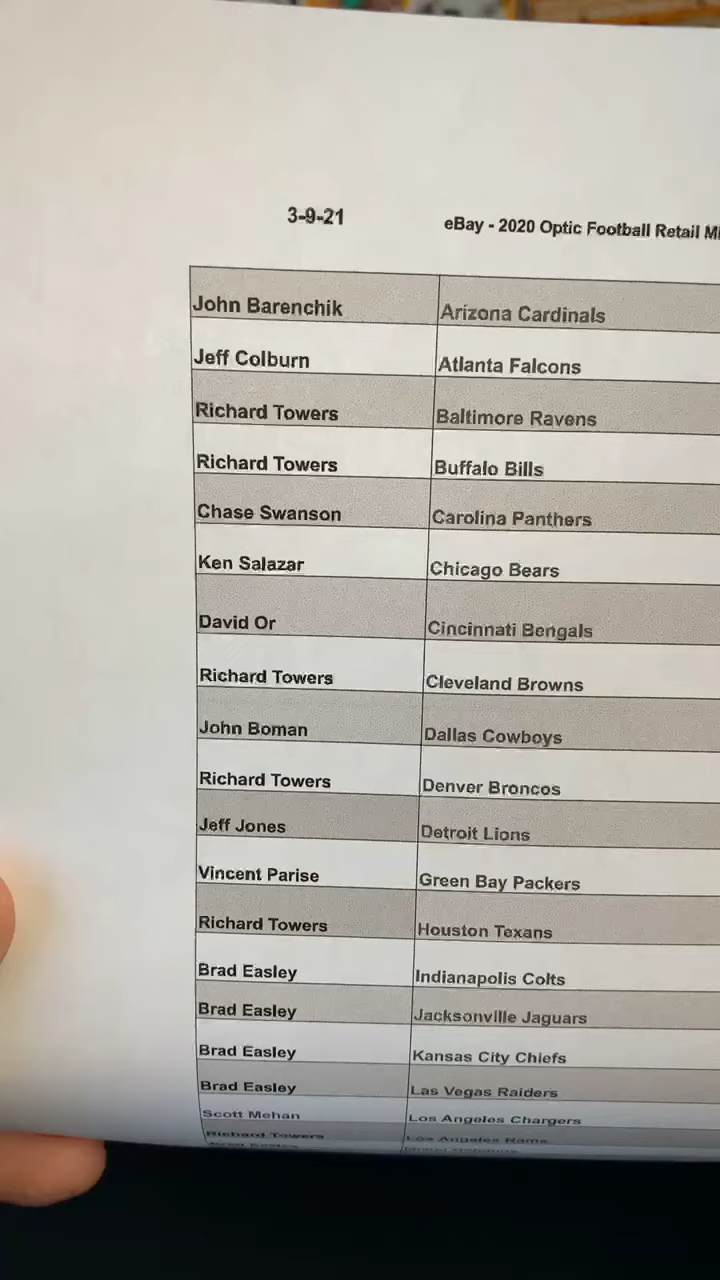 3-9-21 eBay - 2020 Optic Football Retail M
John Barenchik Arizona Cardinals
Jeff Colburn Atlanta Falcons
Richard Towers Baltimore Ravens
Richard Towers Buffalo Bills
Chase Swanson Carolina Panthers
Ken Salazar Chicago Bears
David Or Cincinnati Bengals
Richard Towers Cleveland Browns
John Boman Dallas Cowboys
Richard Towers Denver Broncos
Jeff Jones Detroit Lions
Vincent Parise Green Bay Packers
Richard Towers Houston Texans
Brad Easley Indianapolis Colts
Brad Easley Jacksonville Jaguars
Brad Easley Kansas City Chiefs
Brad Easley Las Vegas Raiders
Scott Mehan Los Angeles Chargers
Richard Towers Los Angeles Rams